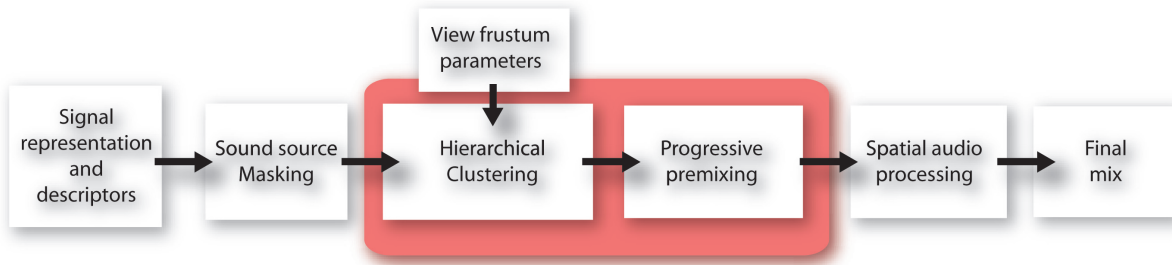 View frustum
parameters
Signal
representation
and
descriptors
Sound source
Masking
Hierarchical
Clustering
Progressive
premixing
Spatial audio
processing
Final
mix